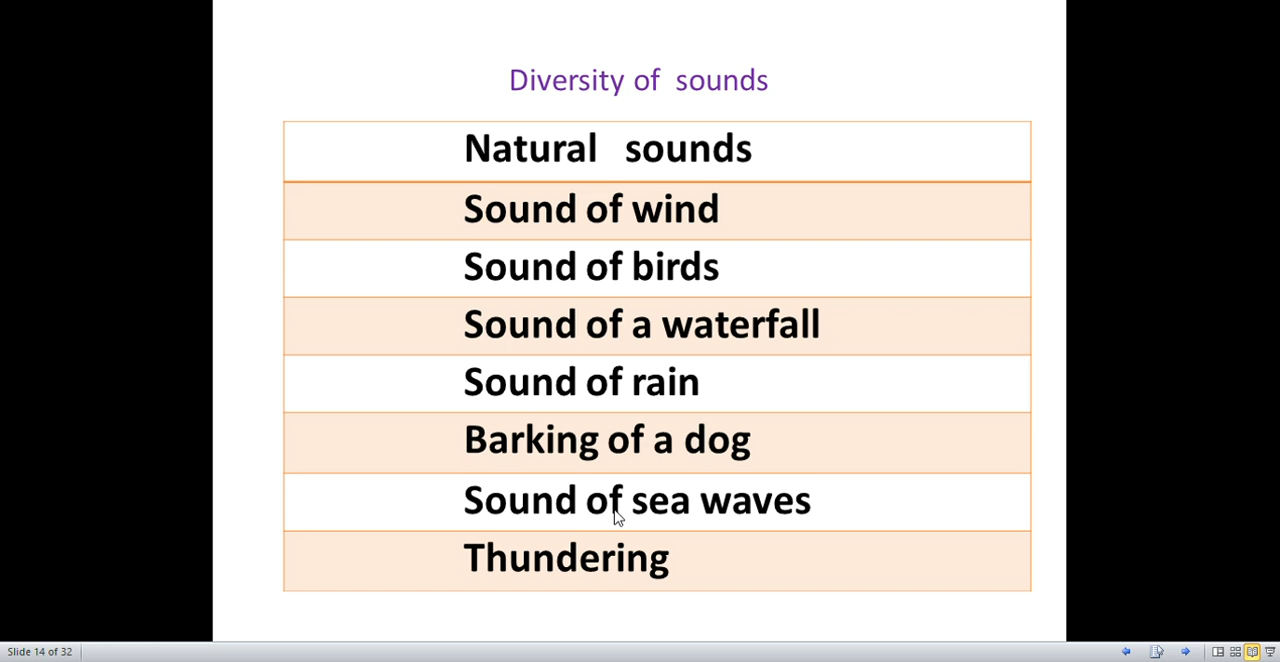 Diversity of sounds
Natural sounds
Sound of wind
Sound of birds
Sound of a waterfall
Sound of rain
Barking of a dog
Sound of sea waves
Thundering
Slide 14 of 32